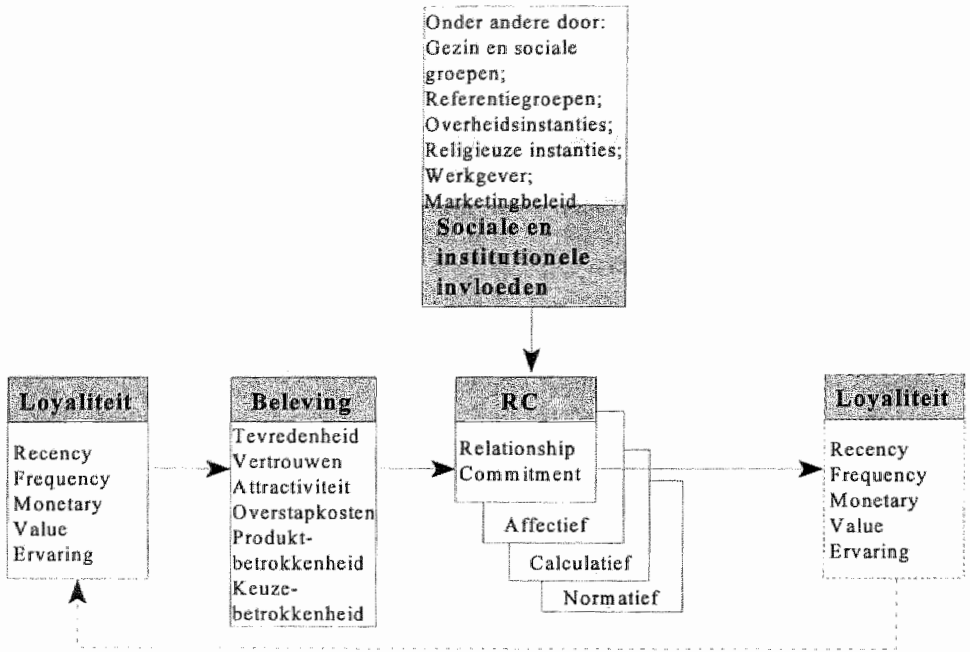 Onder andere door:
Gezin en sociale
groepen;
Referentiegroepen;
Overheidsinstanties;
Religieuze instanties;
Werkgever;
Marketingbeleid.
Sociale en
institutionele
invloeden
Loyaliteit
Recency
Frequency
Monetary
Value
Ervaring
Beleving
Tevredenheid
Vertrouwen
Attractiviteit
Overstapkosten
Produkt-
betrokkenheid
Keuze-
betrokkenheid
RC
Relationship
Commitment
Affectief
Calculatief
Normatief
Loyaliteit
Recency
Frequency
Monetary
Value
Ervaring